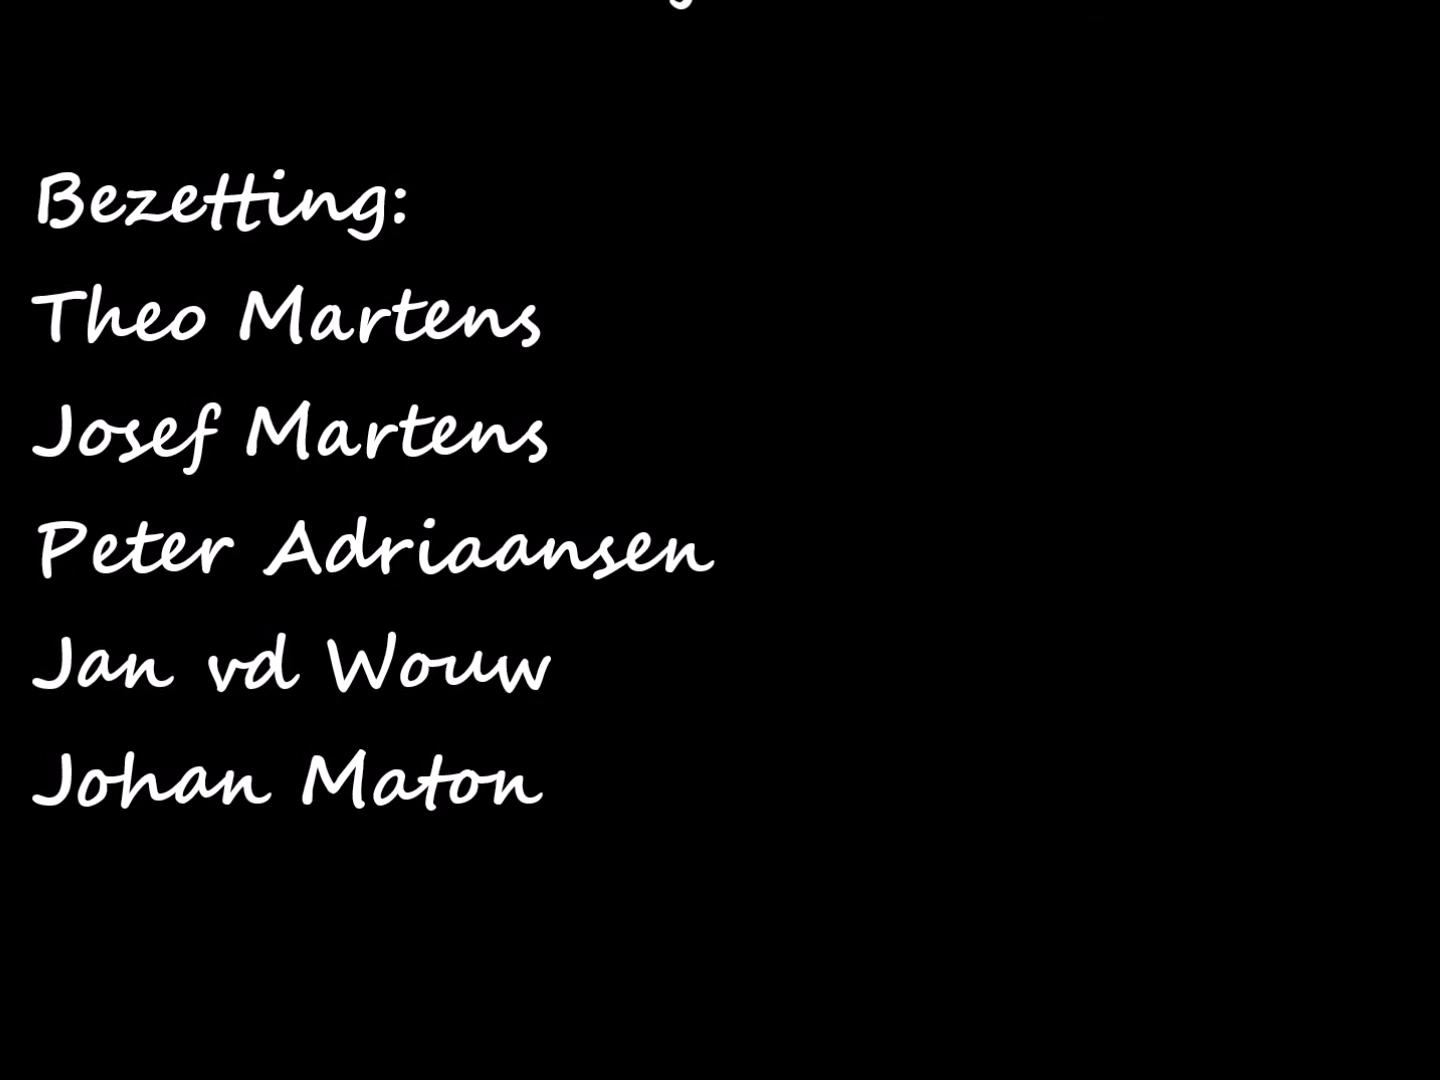 Bezetting:
Theo Martens
Josef Martens
Peter Adriaansen
Jan vd Wouw
Johan Maton